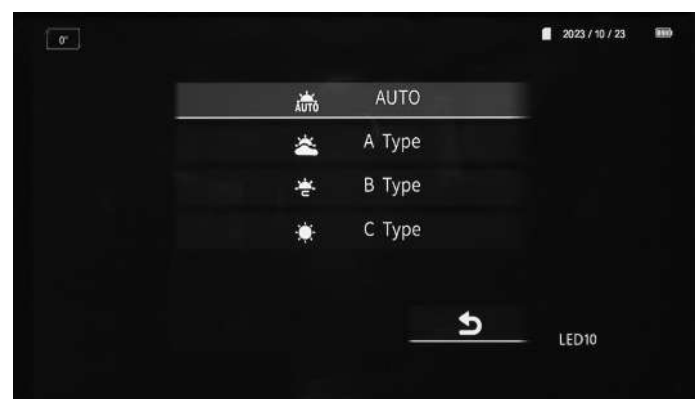 0°
2023 / 10 / 23
AUTO AUTO
A Type
B Type
C Type
LED10